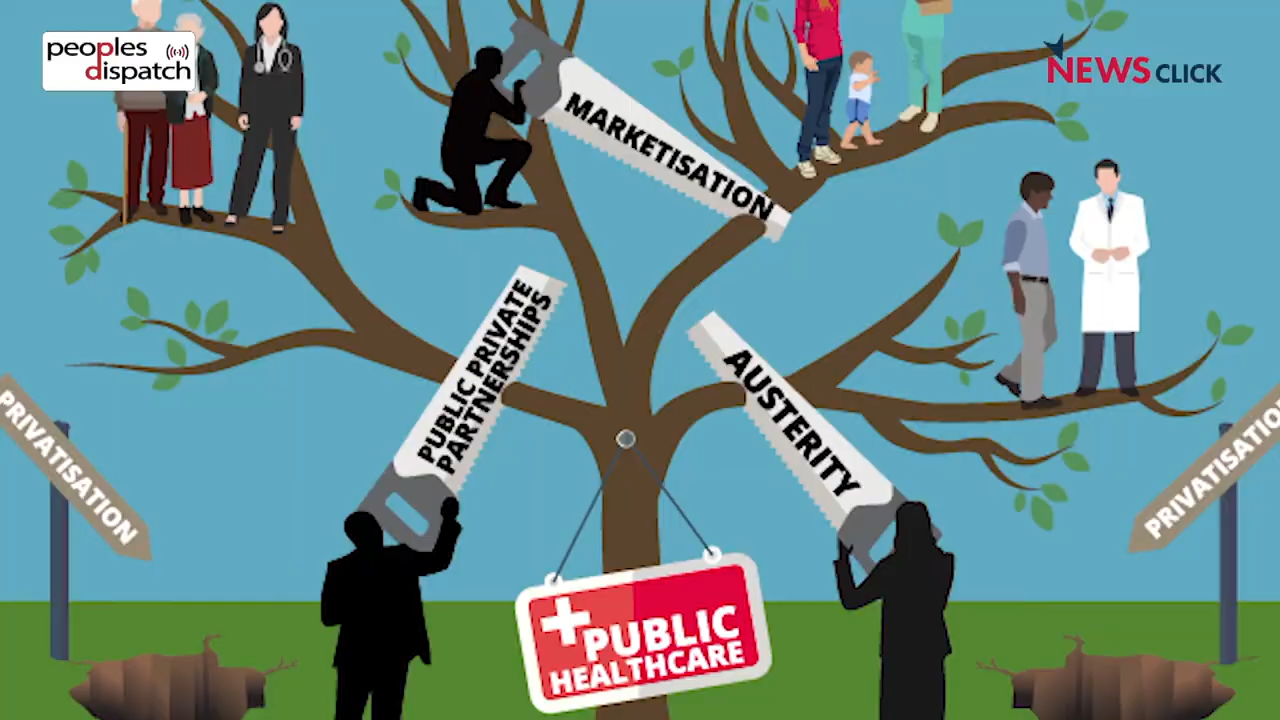 peoples
dispatch
NEWSCLICK
MARKETISATION
PUBLIC PRIVATE
PARTNERSHIPS
AUSTERITY
PRIVATISATION
PRIVATISATION
PUBLIC
HEALTHCARE